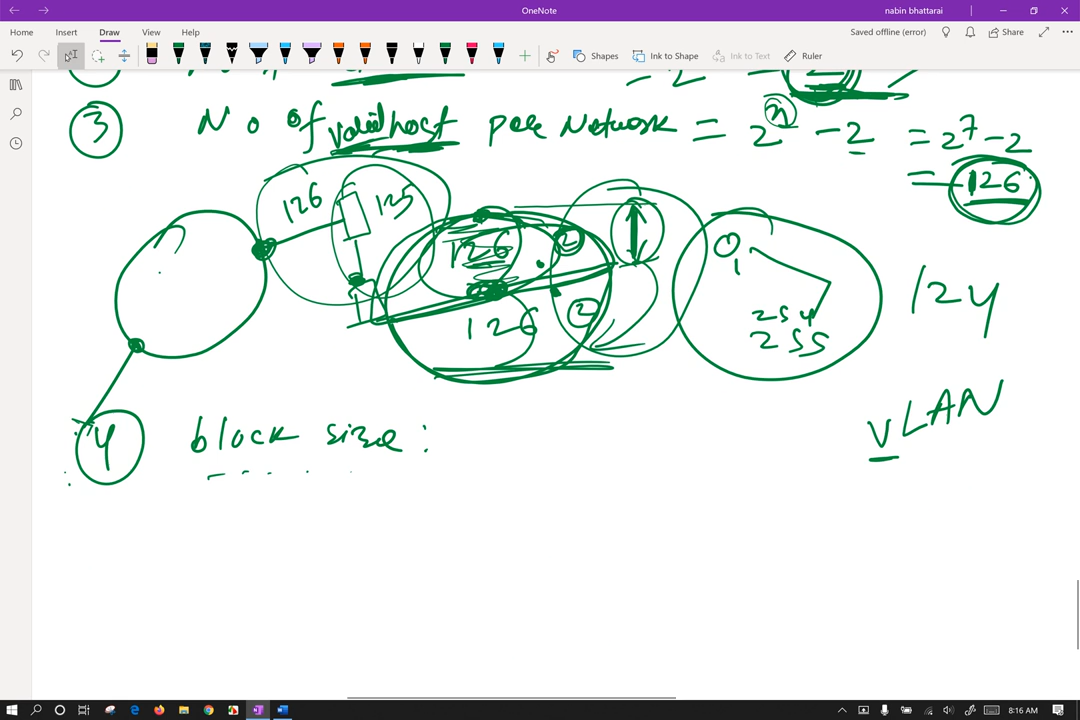 OneNote
nabin bhattarai
Home Insert Draw View Help
Saved offline (error)
Share
Shapes
Ink to Shape
Ink to Text
Ruler
3 No of valid host per Network = 2^n - 2 = 2^7 - 2
= 126
126 125
126 2
126 2
0
1
254
255
/24
VLAN
4 block size:
8:16 AM